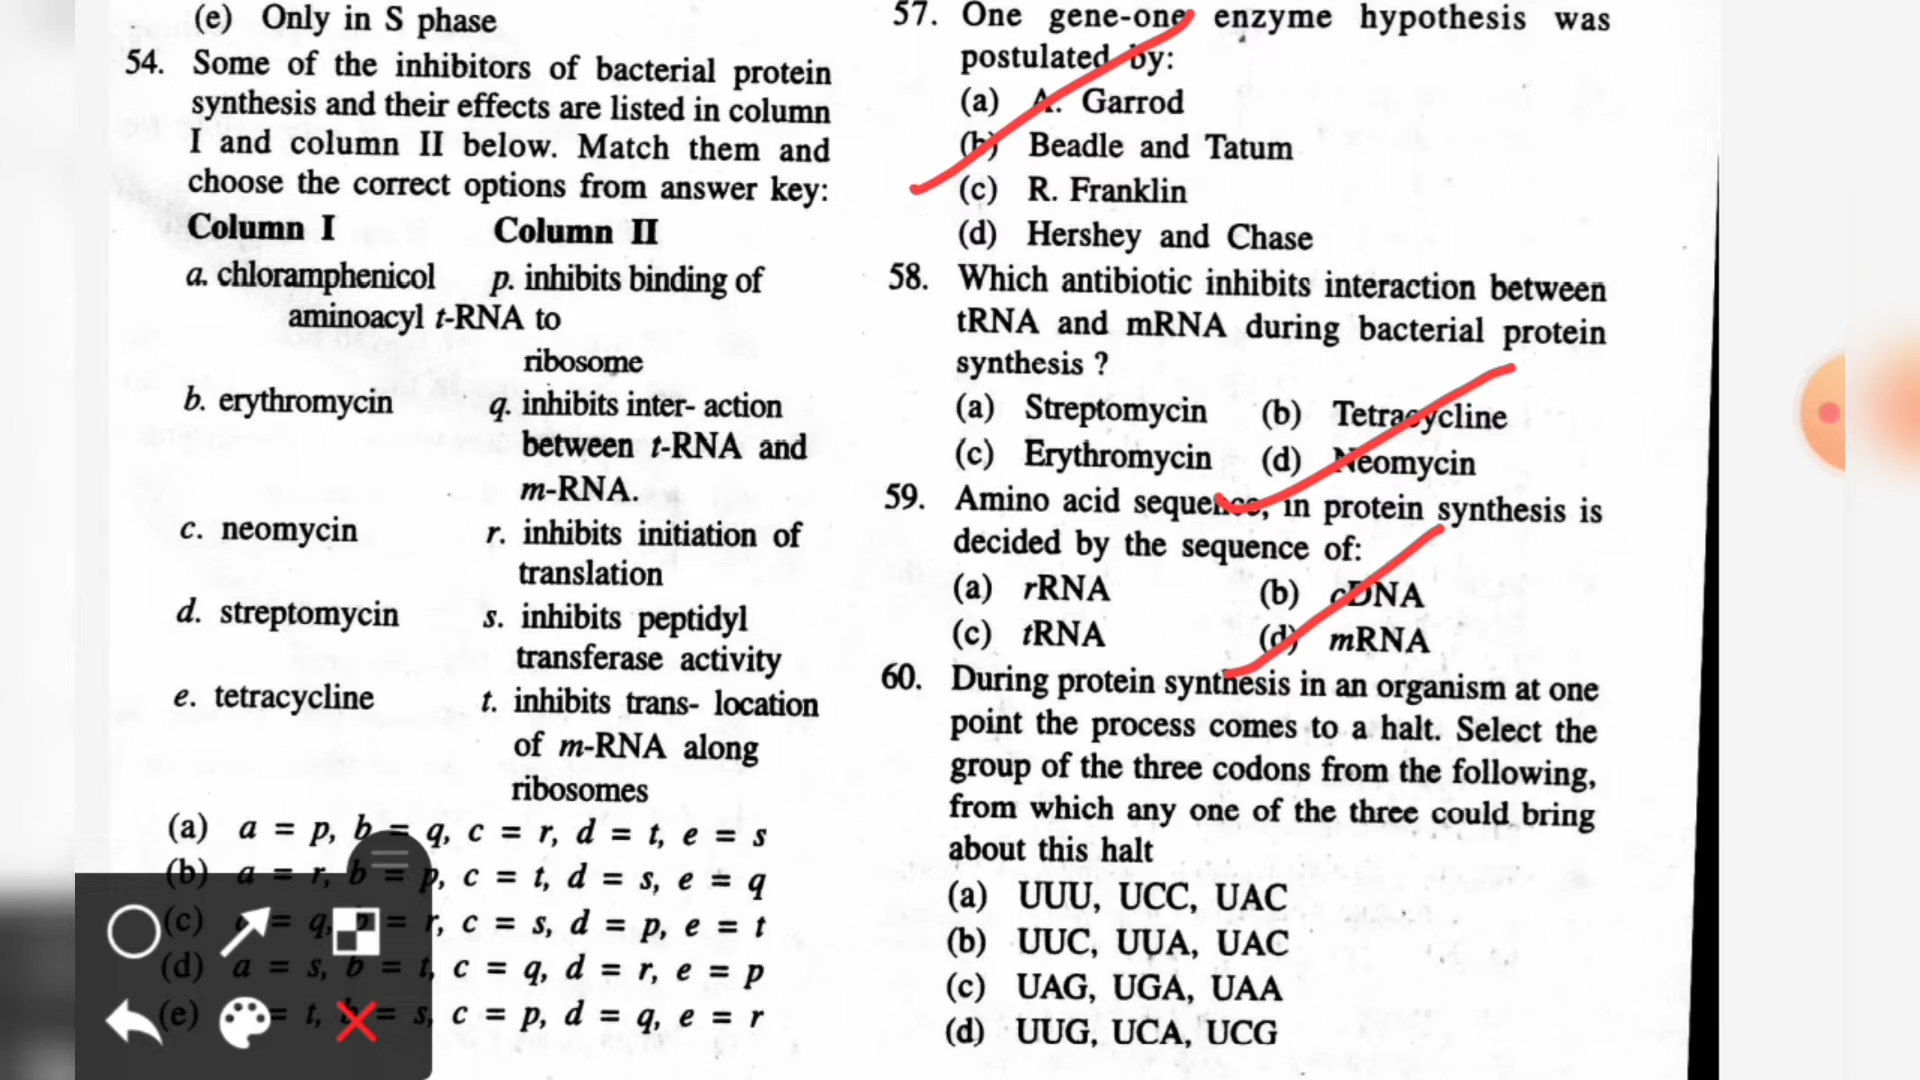 (e) Only in S phase
54. Some of the inhibitors of bacterial protein
synthesis and their effects are listed in column
I and column II below. Match them and
choose the correct options from answer key:
Column I Column II
a. chloramphenicol p. inhibits binding of
aminoacyl t-RNA to
ribosome
b. erythromycin q. inhibits inter- action
between t-RNA and
m-RNA.
c. neomycin r. inhibits initiation of
translation
d. streptomycin s. inhibits peptidyl
transferase activity
e. tetracycline t. inhibits trans- location
of m-RNA along
ribosomes
(a) a = p, b = q, c = r, d = t, e = s
(b) a = r, b = p, c = t, d = s, e = q
(c) = q, = r, c = s, d = p, e = t
(d) a = s, b = t, c = q, d = r, e = p
(e) = t, = s, c = p, d = q, e = r
57. One gene-one enzyme hypothesis was
postulated by:
(a) A. Garrod
(b) Beadle and Tatum
(c) R. Franklin
(d) Hershey and Chase
58. Which antibiotic inhibits interaction between
tRNA and mRNA during bacterial protein
synthesis ?
(a) Streptomycin (b) Tetracycline
(c) Erythromycin (d) Neomycin
59. Amino acid sequence, in protein synthesis is
decided by the sequence of:
(a) rRNA (b) cDNA
(c) tRNA (d) mRNA
60. During protein synthesis in an organism at one
point the process comes to a halt. Select the
group of the three codons from the following,
from which any one of the three could bring
about this halt
(a) UUU, UCC, UAC
(b) UUC, UUA, UAC
(c) UAG, UGA, UAA
(d) UUG, UCA, UCG